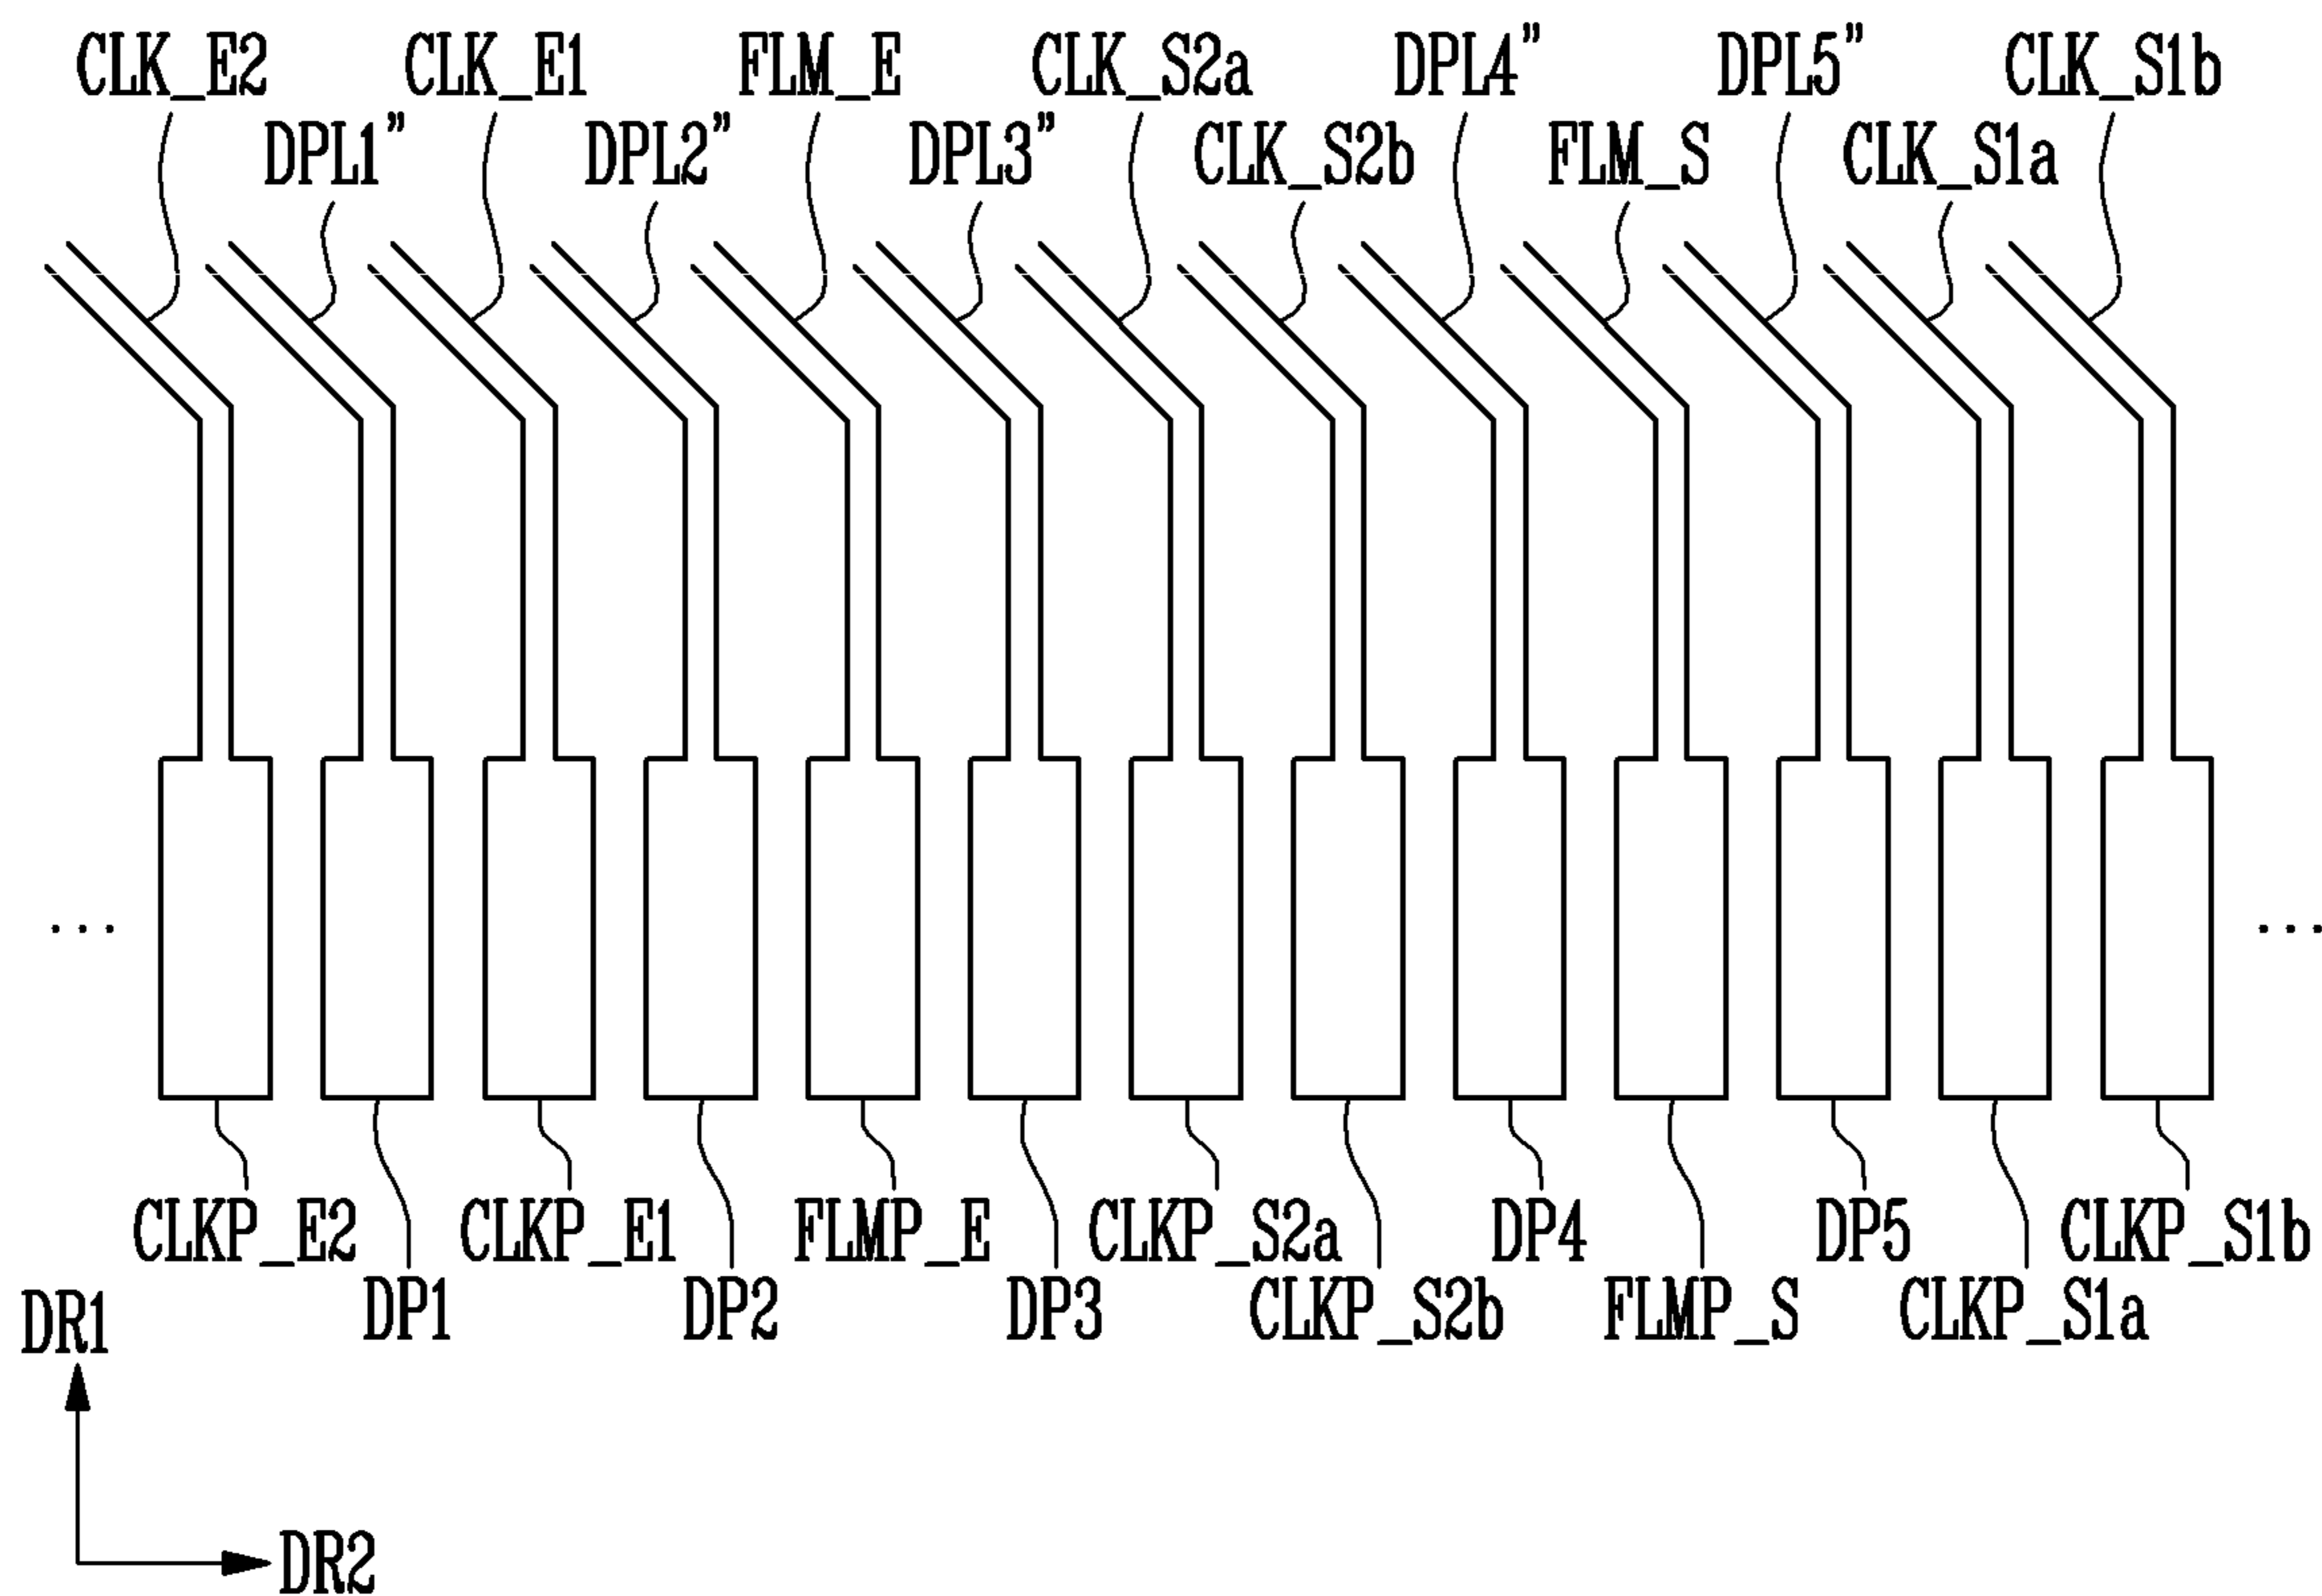 CLK_E2 CLK_E1 FLM_E CLK_S2a DPL4” DPL5” CLK_S1b
DPL1” DPL2” DPL3” CLK_S2b FLM_S CLK_S1a
... ...
CLKP_E2 CLKP_E1 FLMP_E CLKP_S2a DP4 DP5 CLKP_S1b
DP1 DP2 DP3 CLKP_S2b FLMP_S CLKP_S1a
DR1
DR2